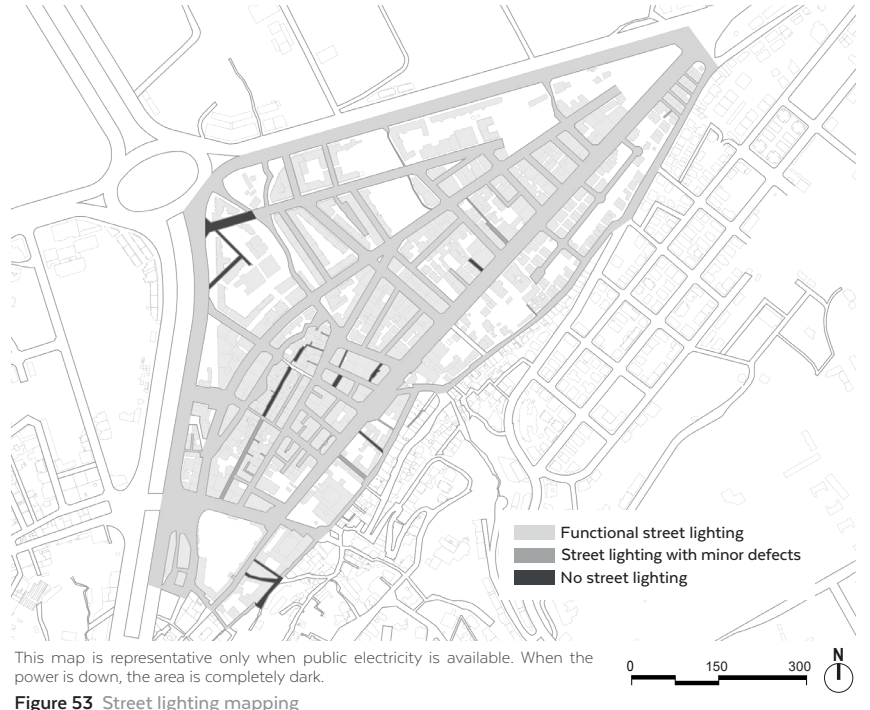 Functional street lighting
Street lighting with minor defects
No street lighting
This map is representative only when public electricity is available. When the
power is down, the area is completely dark.
0 150 300
N
Figure 53 Street lighting mapping